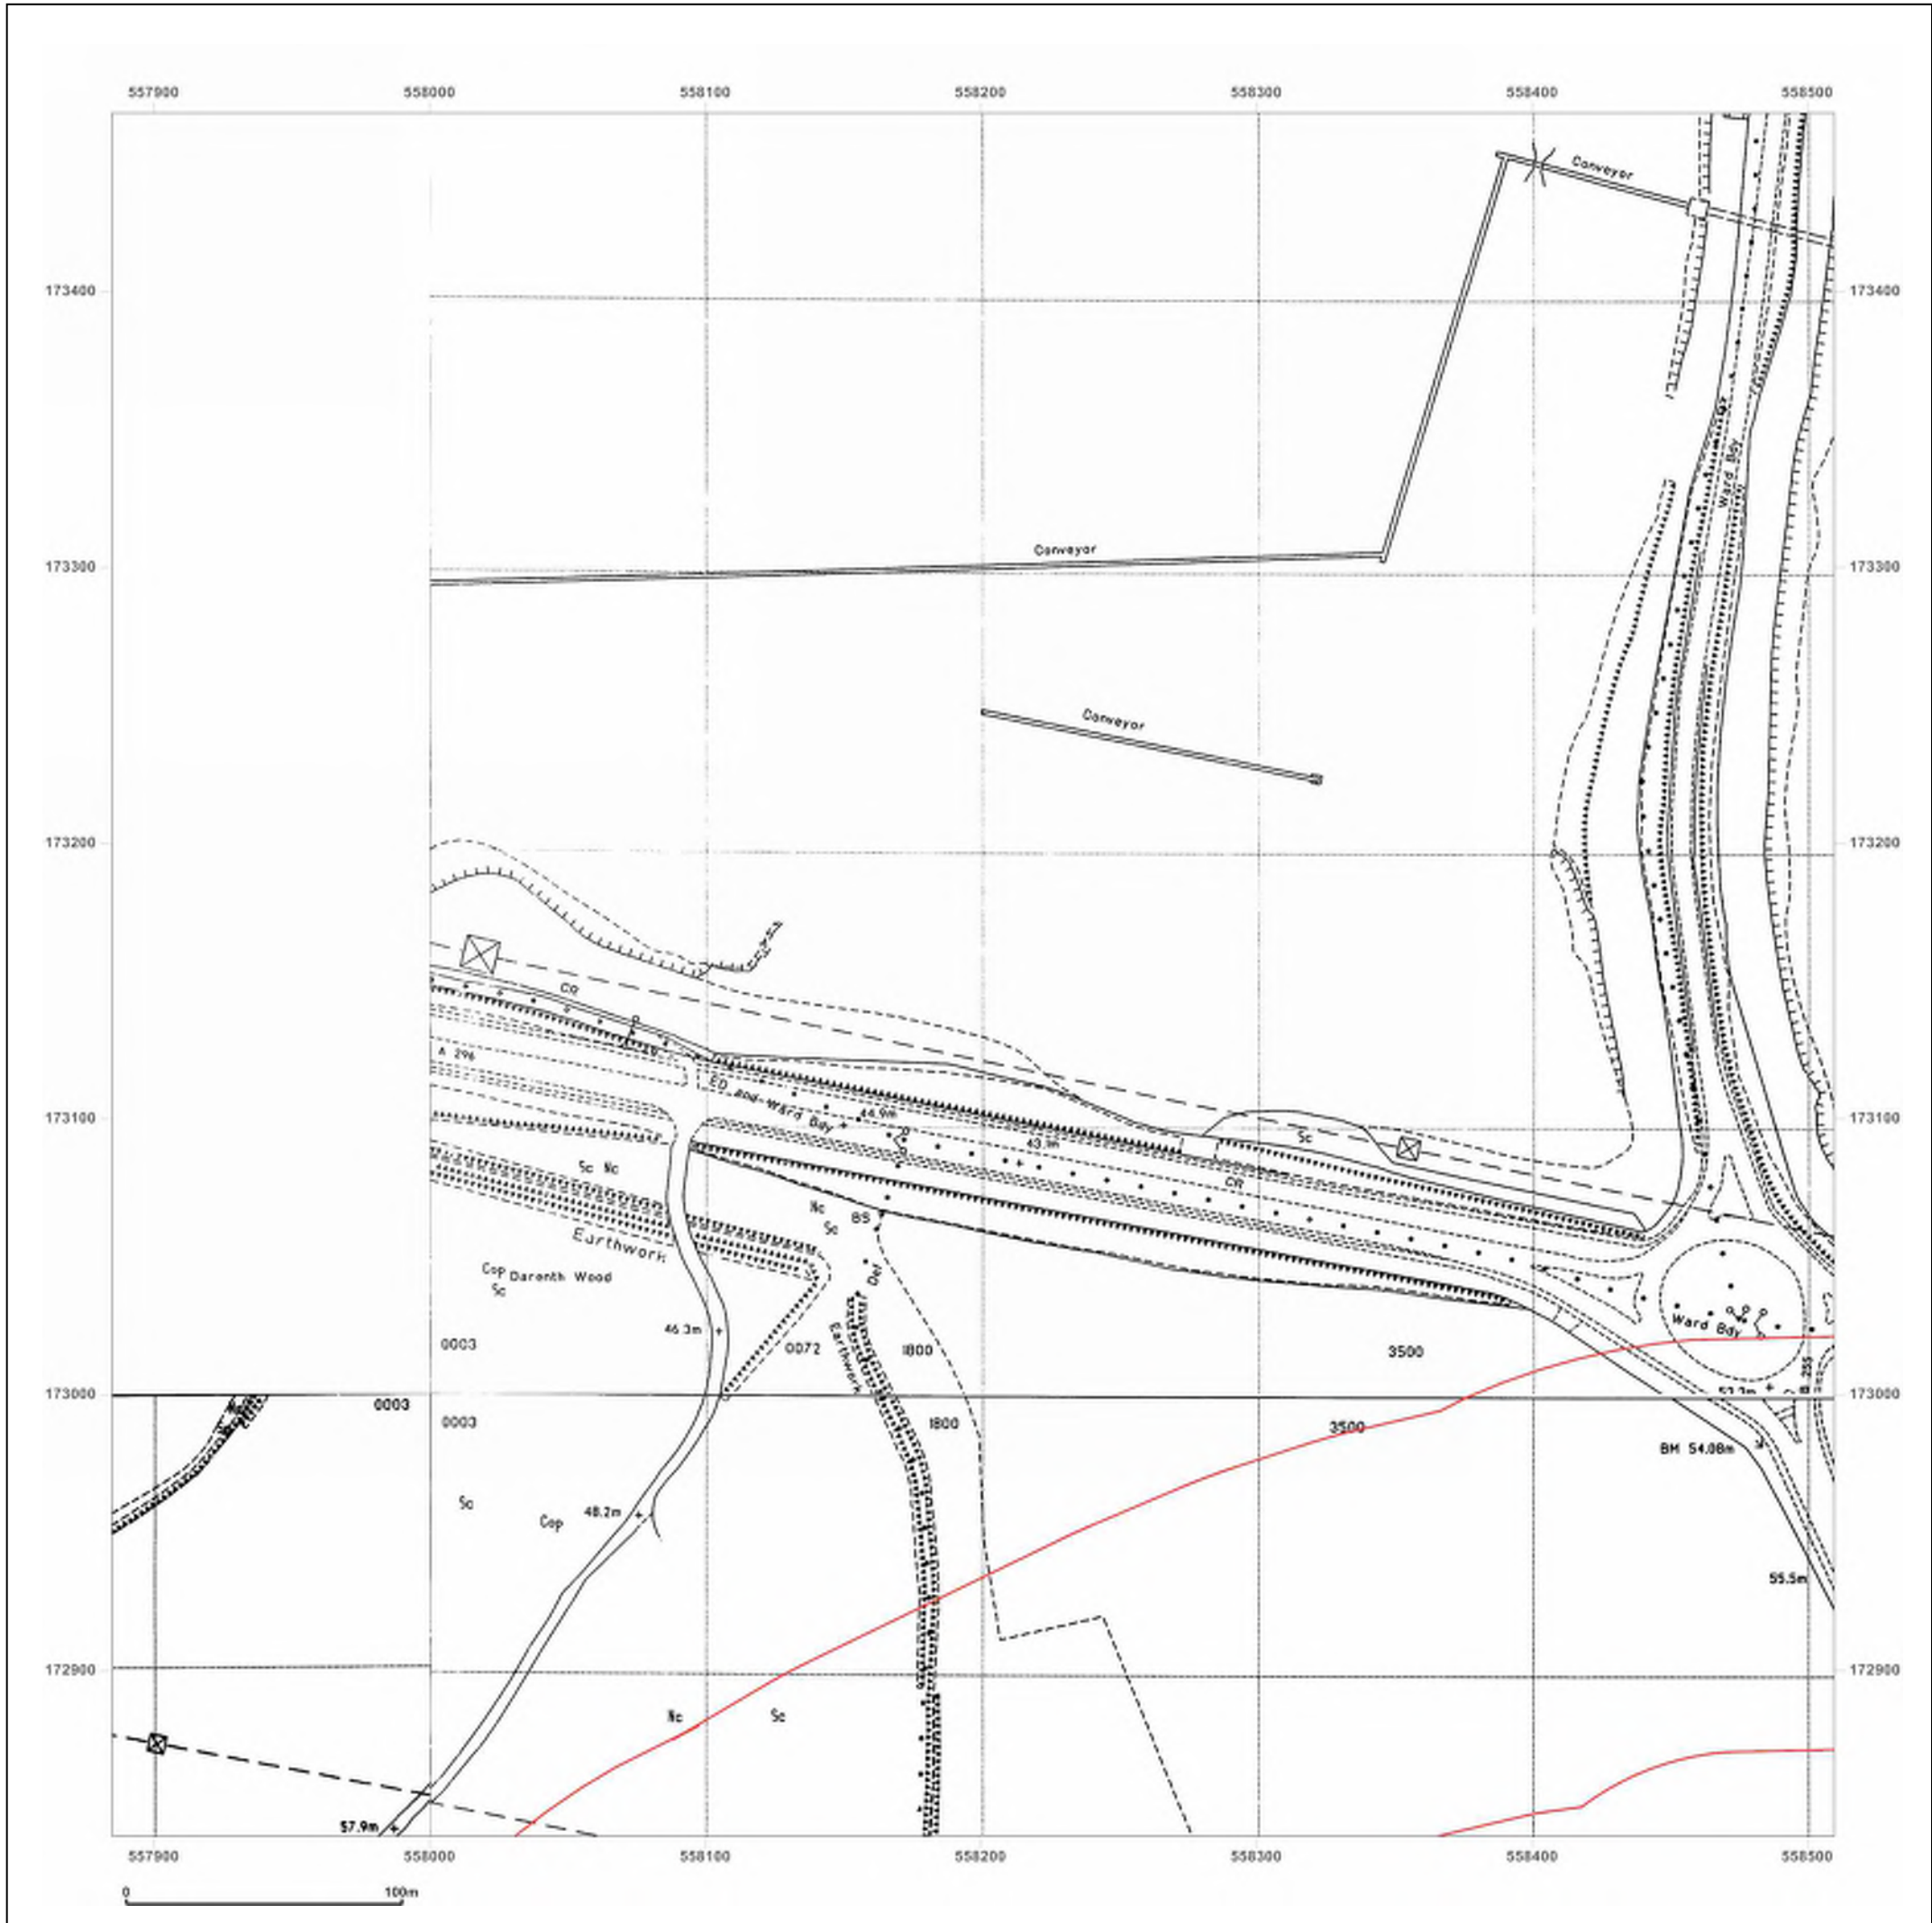 557900 558000 558100 558200 558300 558400 558500
Conveyor
173400 173400
Ward Bdy
Conveyor
173300 173300
Conveyor
173200 173200
CR
A 296
ED and Ward Bdy
44.9m
173100 173100
43.1m
Sc
Sc Nc
CR
Nc
Sc
BS
Earthwork
Def
Cop Darenth Wood
Sc
46.3m
Ward Bdy
0003 0072 1800 3500
Earthwork
B 255
173000 173000
0003
0003 1800 3500
BM 54.08m
Sc
48.2m
Cop
55.5m
172900 172900
Nc Sc
57.9m
557900 558000 558100 558200 558300 558400 558500
0 100m